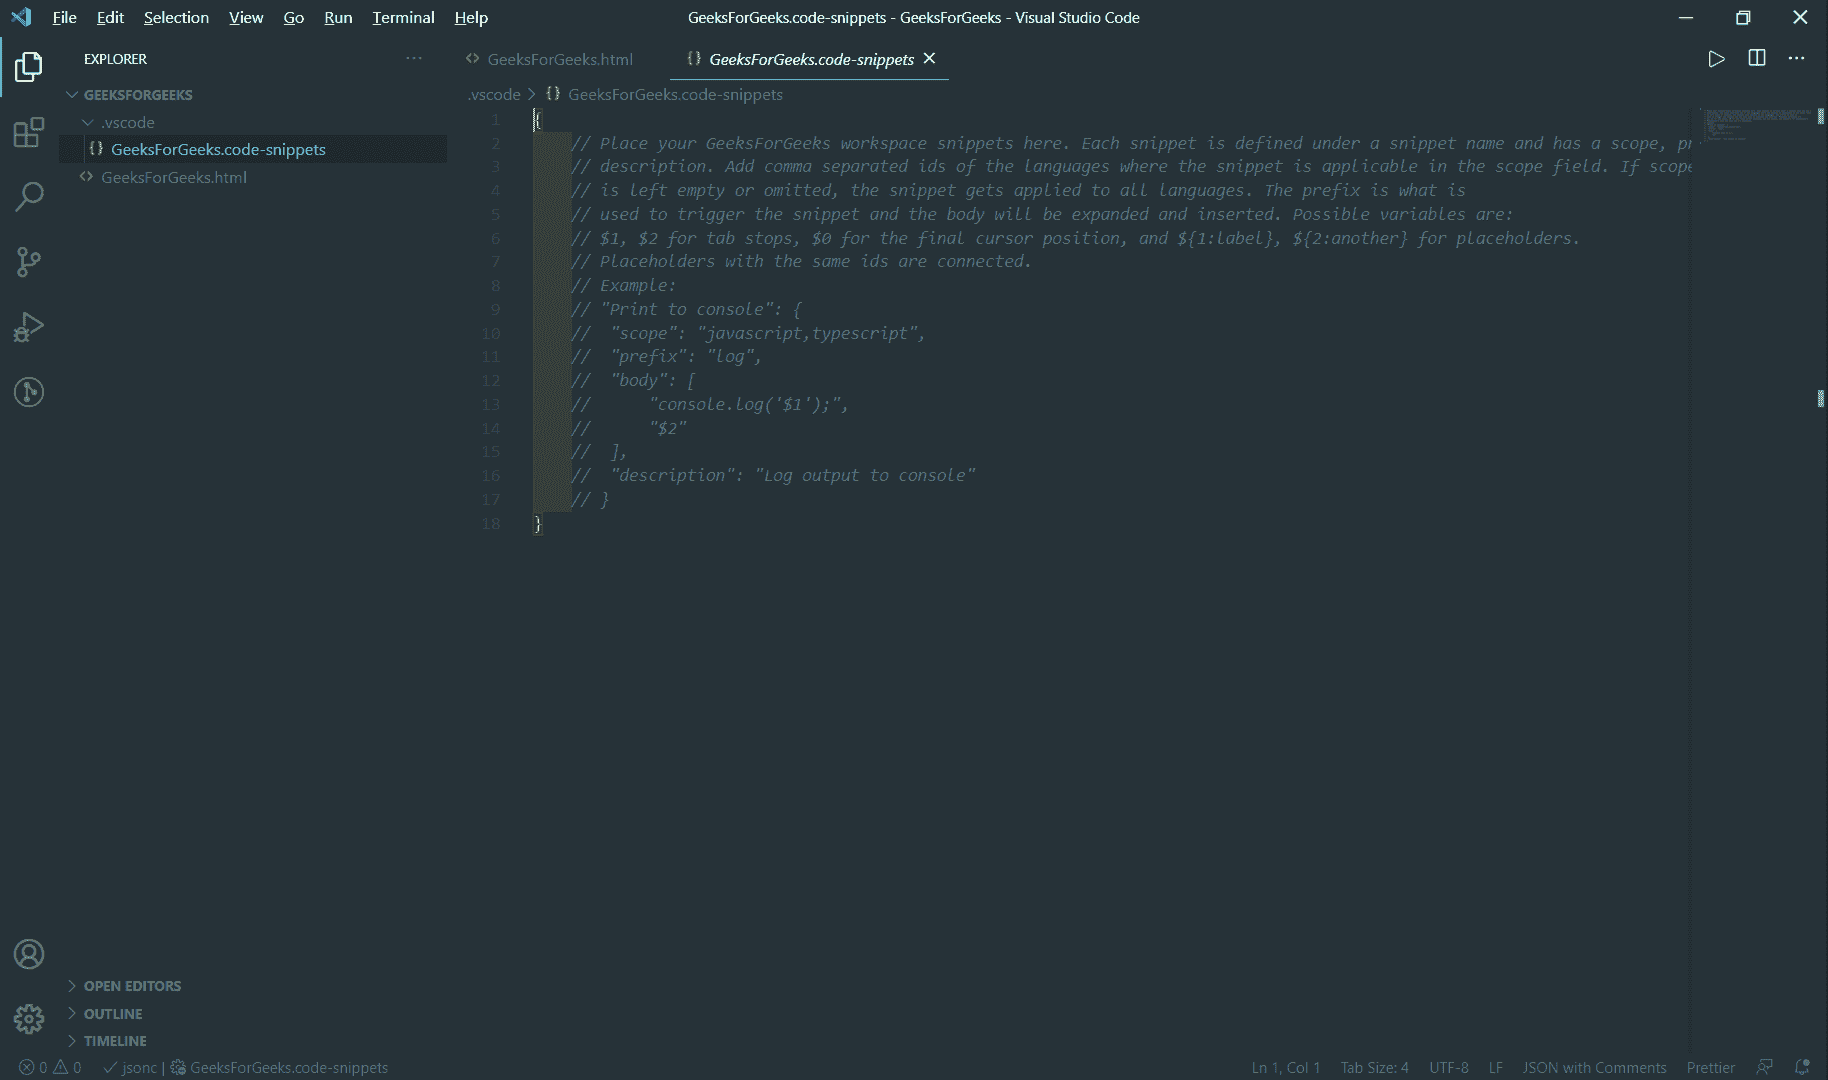 File Edit Selection View Go Run Terminal Help GeeksForGeeks.code-snippets - GeeksForGeeks - Visual Studio Code
EXPLORER
GeeksForGeeks.html GeeksForGeeks.code-snippets
GEEKSFORGEEKS
.vscode
GeeksForGeeks.code-snippets
GeeksForGeeks.html
.vscode > {} GeeksForGeeks.code-snippets
1 {
2 // Place your GeeksForGeeks workspace snippets here. Each snippet is defined under a snippet name and has a scope,
3 // description. Add comma separated ids of the languages where the snippet is applicable in the scope field. If scope
4 // is left empty or omitted, the snippet gets applied to all languages. The prefix is what is
5 // used to trigger the snippet and the body will be expanded and inserted. Possible variables are:
6 // $1, $2 for tab stops, $0 for the final cursor position, and ${1:label}, ${2:another} for placeholders.
7 // Placeholders with the same ids are connected.
8 // Example:
9 // "Print to console": {
10 // "scope": "javascript,typescript",
11 // "prefix": "log",
12 // "body": [
13 // "console.log('$1');",
14 // "$2"
15 // ],
16 // "description": "Log output to console"
17 // }
18 }
OPEN EDITORS
OUTLINE
TIMELINE
0 0 jsonc | GeeksForGeeks.code-snippets Ln 1, Col 1 Tab Size: 4 UTF-8 LF JSON with Comments Prettier